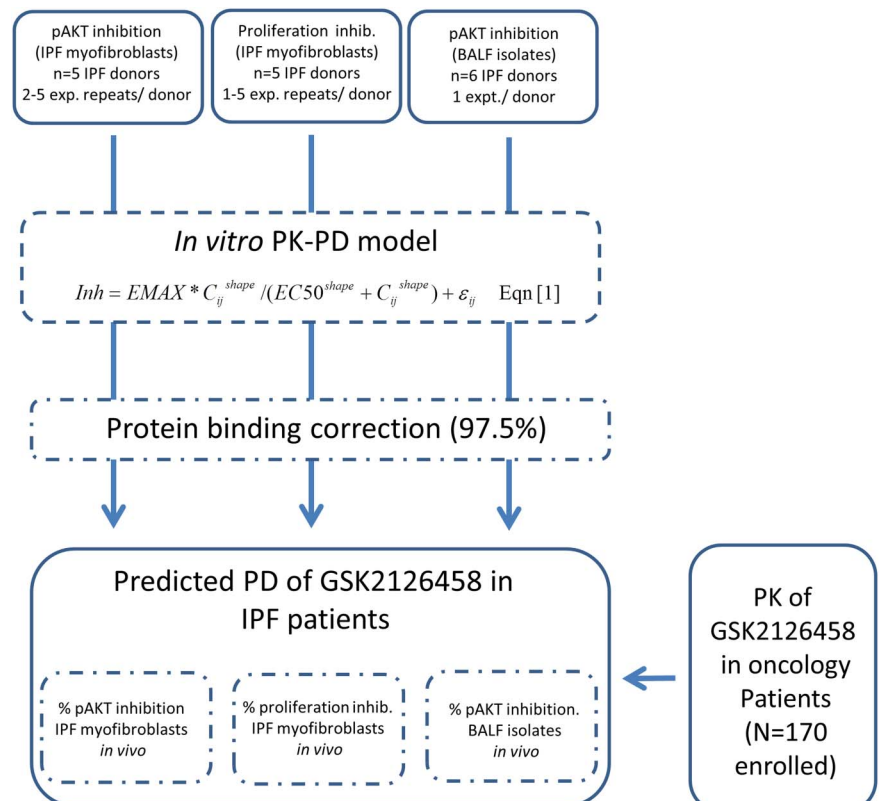 pAKT inhibition
(IPF myofibroblasts)
n=5 IPF donors
2-5 exp. repeats/ donor
Proliferation inhib.
(IPF myofibroblasts)
n=5 IPF donors
1-5 exp. repeats/ donor
pAKT inhibition
(BALF isolates)
n=6 IPF donors
1 expt./ donor
In vitro PK-PD model
Inh = EMAX * C_ij^shape /(EC50^shape + C_ij^shape) + ε_ij Eqn [1]
Protein binding correction (97.5%)
Predicted PD of GSK2126458 in
IPF patients
% pAKT inhibition
IPF myofibroblasts
in vivo
% proliferation inhib.
IPF myofibroblasts
in vivo
% pAKT inhibition.
BALF isolates
in vivo
PK of
GSK2126458
in oncology
Patients
(N=170
enrolled)